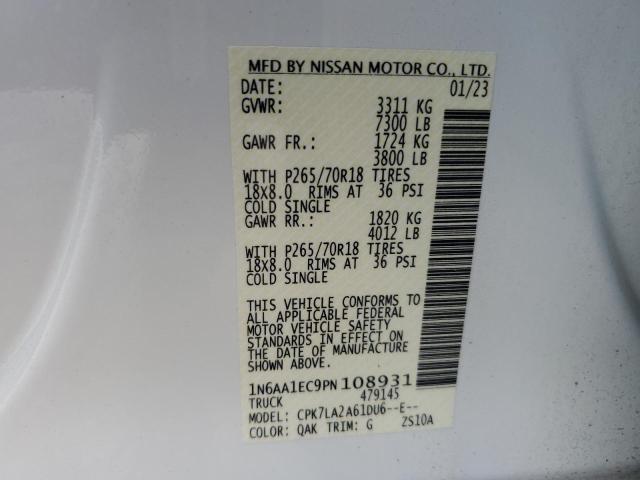 MFD BY NISSAN MOTOR CO., LTD.
DATE: 01/23
GVWR: 3311 KG
7300 LB
GAWR FR.: 1724 KG
3800 LB
WITH P265/70R18 TIRES
18X8.0 RIMS AT 36 PSI
COLD SINGLE
GAWR RR.: 1820 KG
4012 LB
WITH P265/70R18 TIRES
18X8.0 RIMS AT 36 PSI
COLD SINGLE
THIS VEHICLE CONFORMS TO
ALL APPLICABLE FEDERAL
MOTOR VEHICLE SAFETY
STANDARDS IN EFFECT ON
THE DATE OF MANUFACTURE
SHOWN ABOVE.
1N6AA1EC9PN108931
TRUCK 479145
MODEL: CPK7LA2A61DU6--E--
COLOR: QAK TRIM: G ZS10A